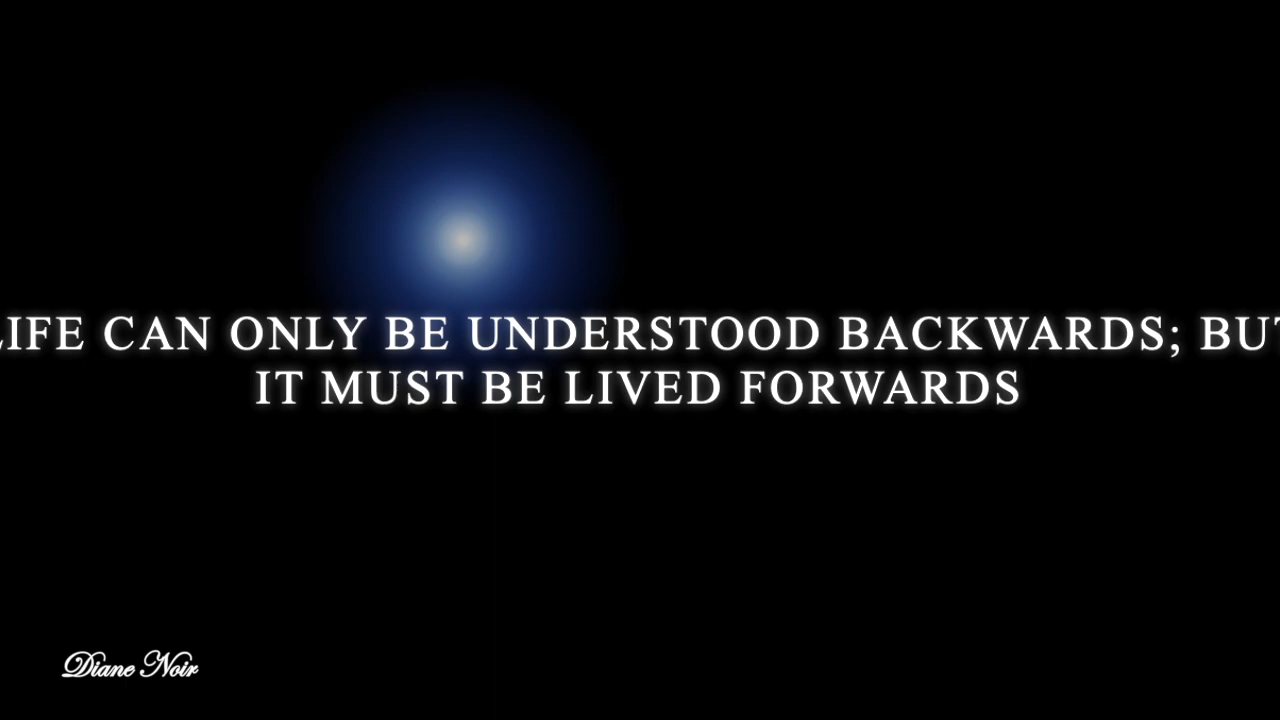 LIFE CAN ONLY BE UNDERSTOOD BACKWARDS; BUT
IT MUST BE LIVED FORWARDS
Diane Noir